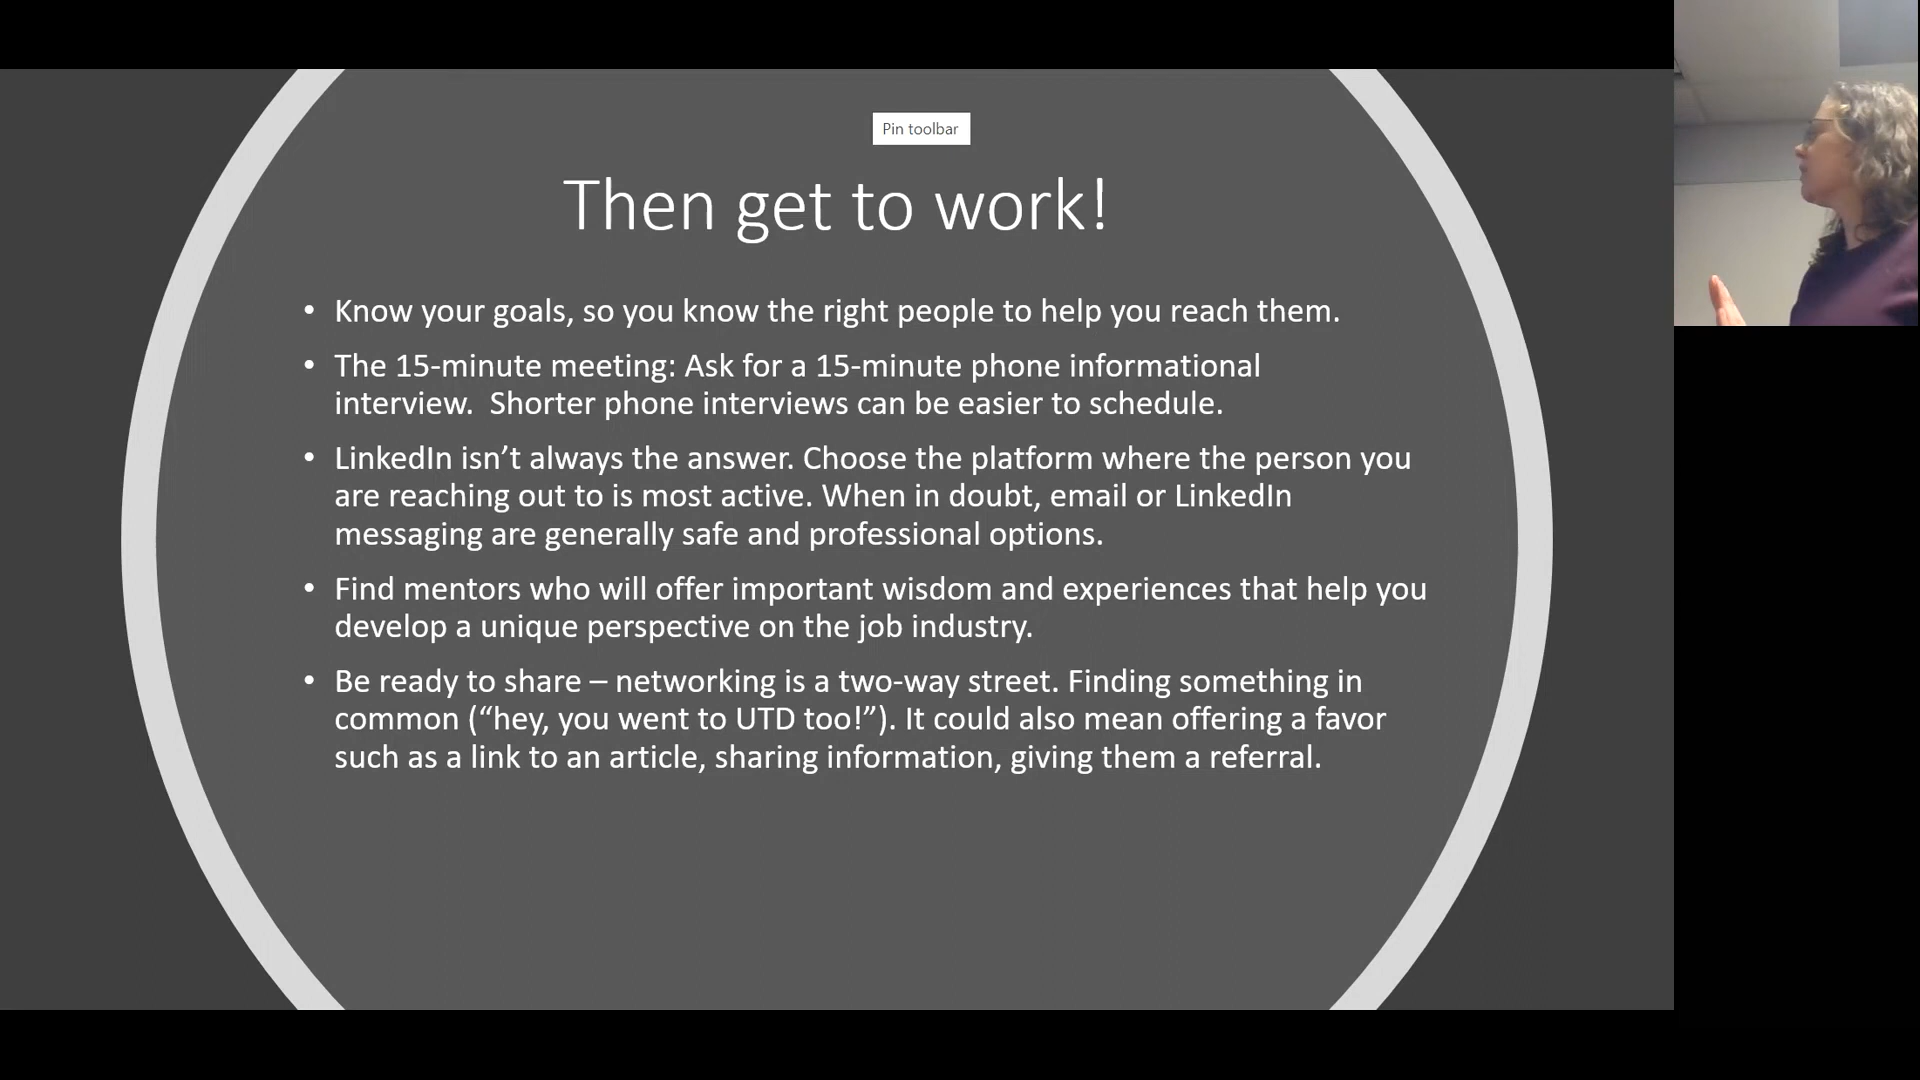 Pin toolbar
Then get to work!
• Know your goals, so you know the right people to help you reach them.
• The 15-minute meeting: Ask for a 15-minute phone informational
interview.  Shorter phone interviews can be easier to schedule.
• LinkedIn isn’t always the answer. Choose the platform where the person you
are reaching out to is most active. When in doubt, email or LinkedIn
messaging are generally safe and professional options.
• Find mentors who will offer important wisdom and experiences that help you
develop a unique perspective on the job industry.
• Be ready to share – networking is a two-way street. Finding something in
common (“hey, you went to UTD too!”). It could also mean offering a favor
such as a link to an article, sharing information, giving them a referral.